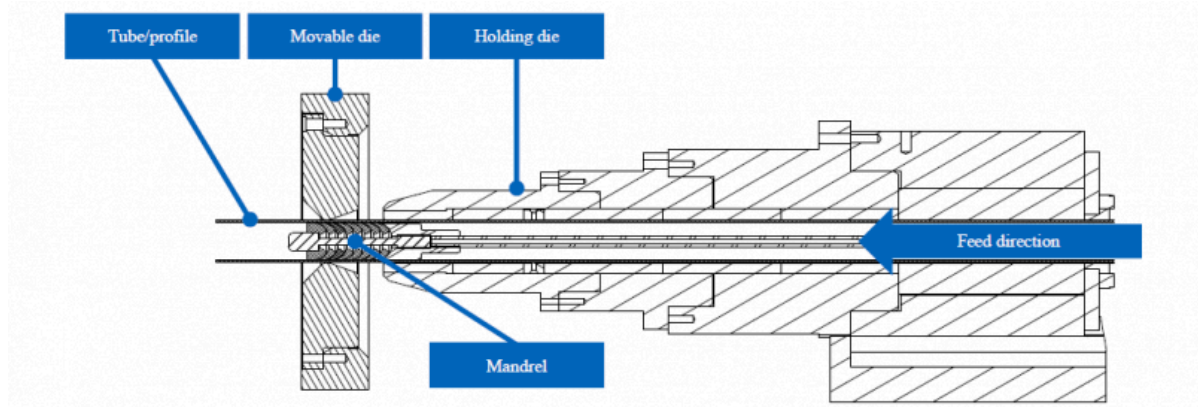 Tube/profile
Movable die
Holding die
Feed direction
Mandrel